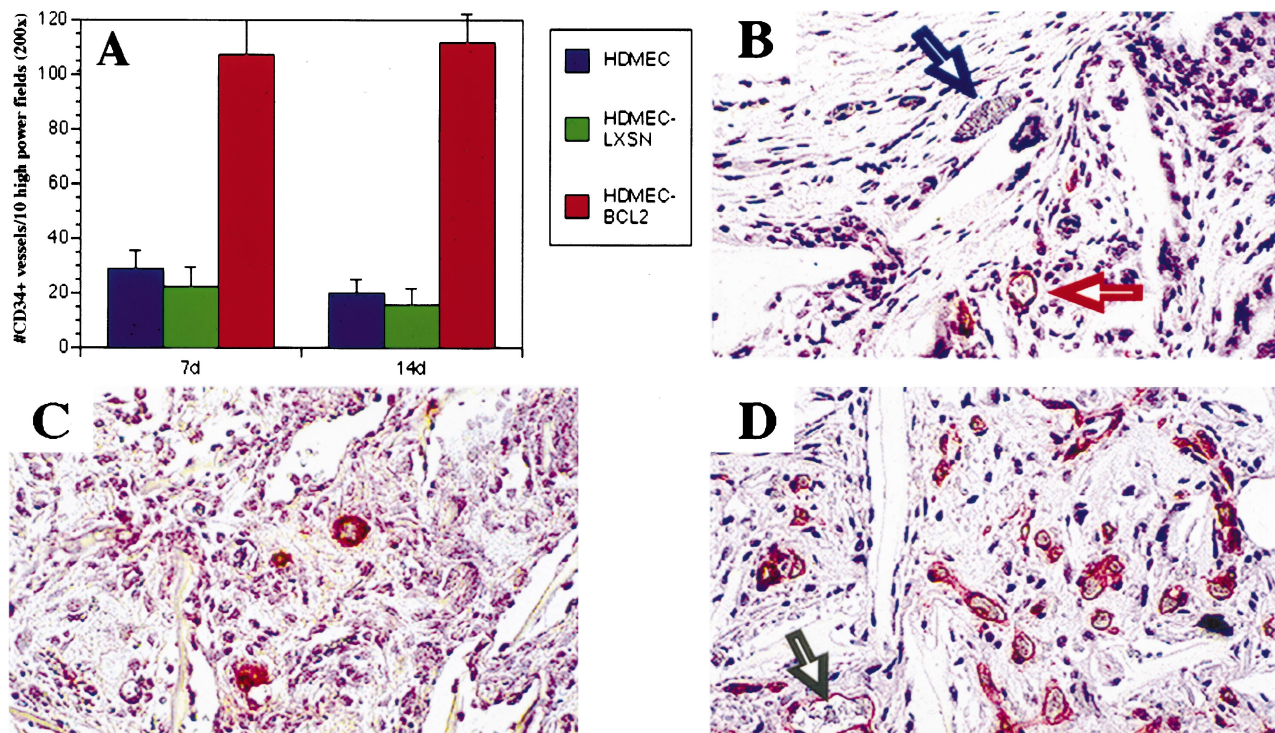 A
#CD34+ vessels/10 high power fields (200x)
120
100
80
60
40
20
0
7d
14d
HDMEC
HDMEC-
LXSN
HDMEC-
BCL2
B
C
D